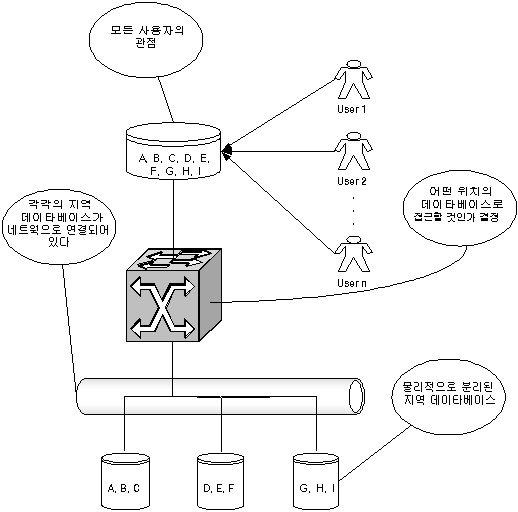 모든 사용자의
관점
User 1
A, B, C, D, E,
F, G, H, I
User 2
.
.
.
어떤 위치의
데이타베이스로
접근할 것인가 결정
각각의 지역
데이타베이스가
네트웍으로 연결되어
있다
User n
물리적으로 분리된
지역 데이타베이스
A, B, C
D, E, F
G, H, I